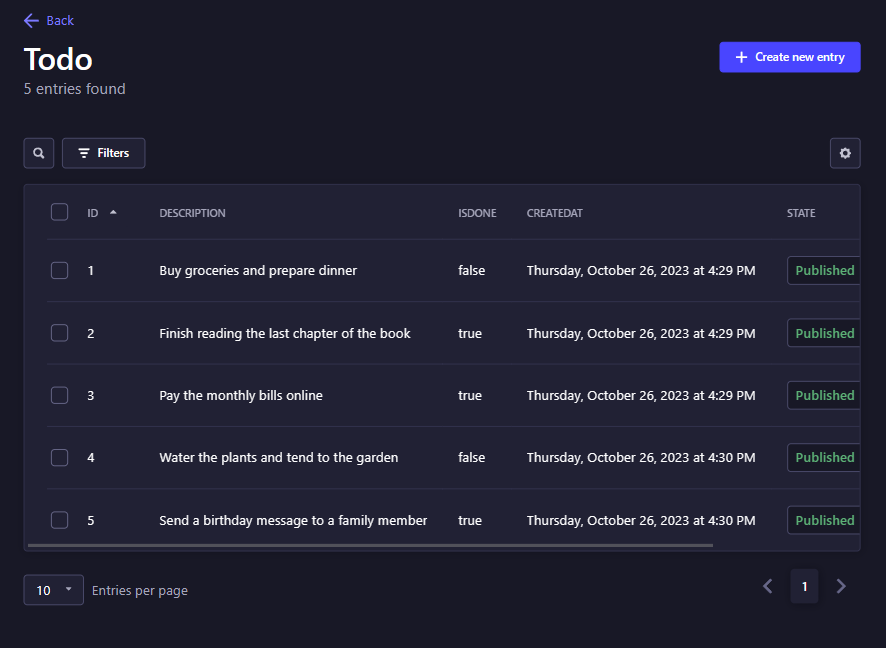 Back
Todo
Create new entry
5 entries found
Filters
ID DESCRIPTION ISDONE CREATEDAT STATE
1 Buy groceries and prepare dinner false Thursday, October 26, 2023 at 4:29 PM Published
2 Finish reading the last chapter of the book true Thursday, October 26, 2023 at 4:29 PM Published
3 Pay the monthly bills online true Thursday, October 26, 2023 at 4:29 PM Published
4 Water the plants and tend to the garden false Thursday, October 26, 2023 at 4:30 PM Published
5 Send a birthday message to a family member true Thursday, October 26, 2023 at 4:30 PM Published
10 Entries per page 1